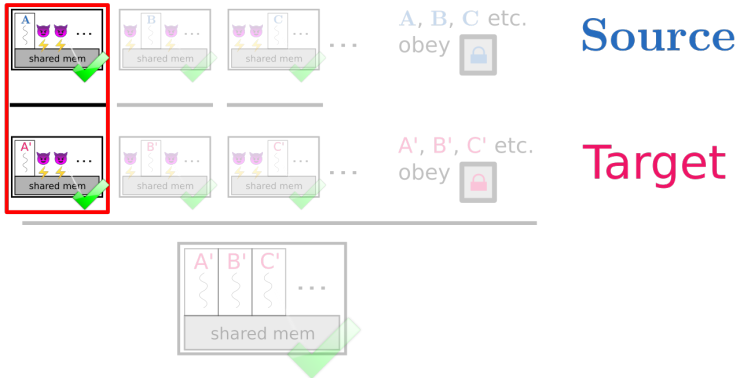 A B C
... ... ...
shared mem shared mem shared mem ...
A, B, C etc.
obey
Source
A' B' C'
... ... ...
shared mem shared mem shared mem ...
A', B', C' etc.
obey
Target
A' B' C' ...
shared mem